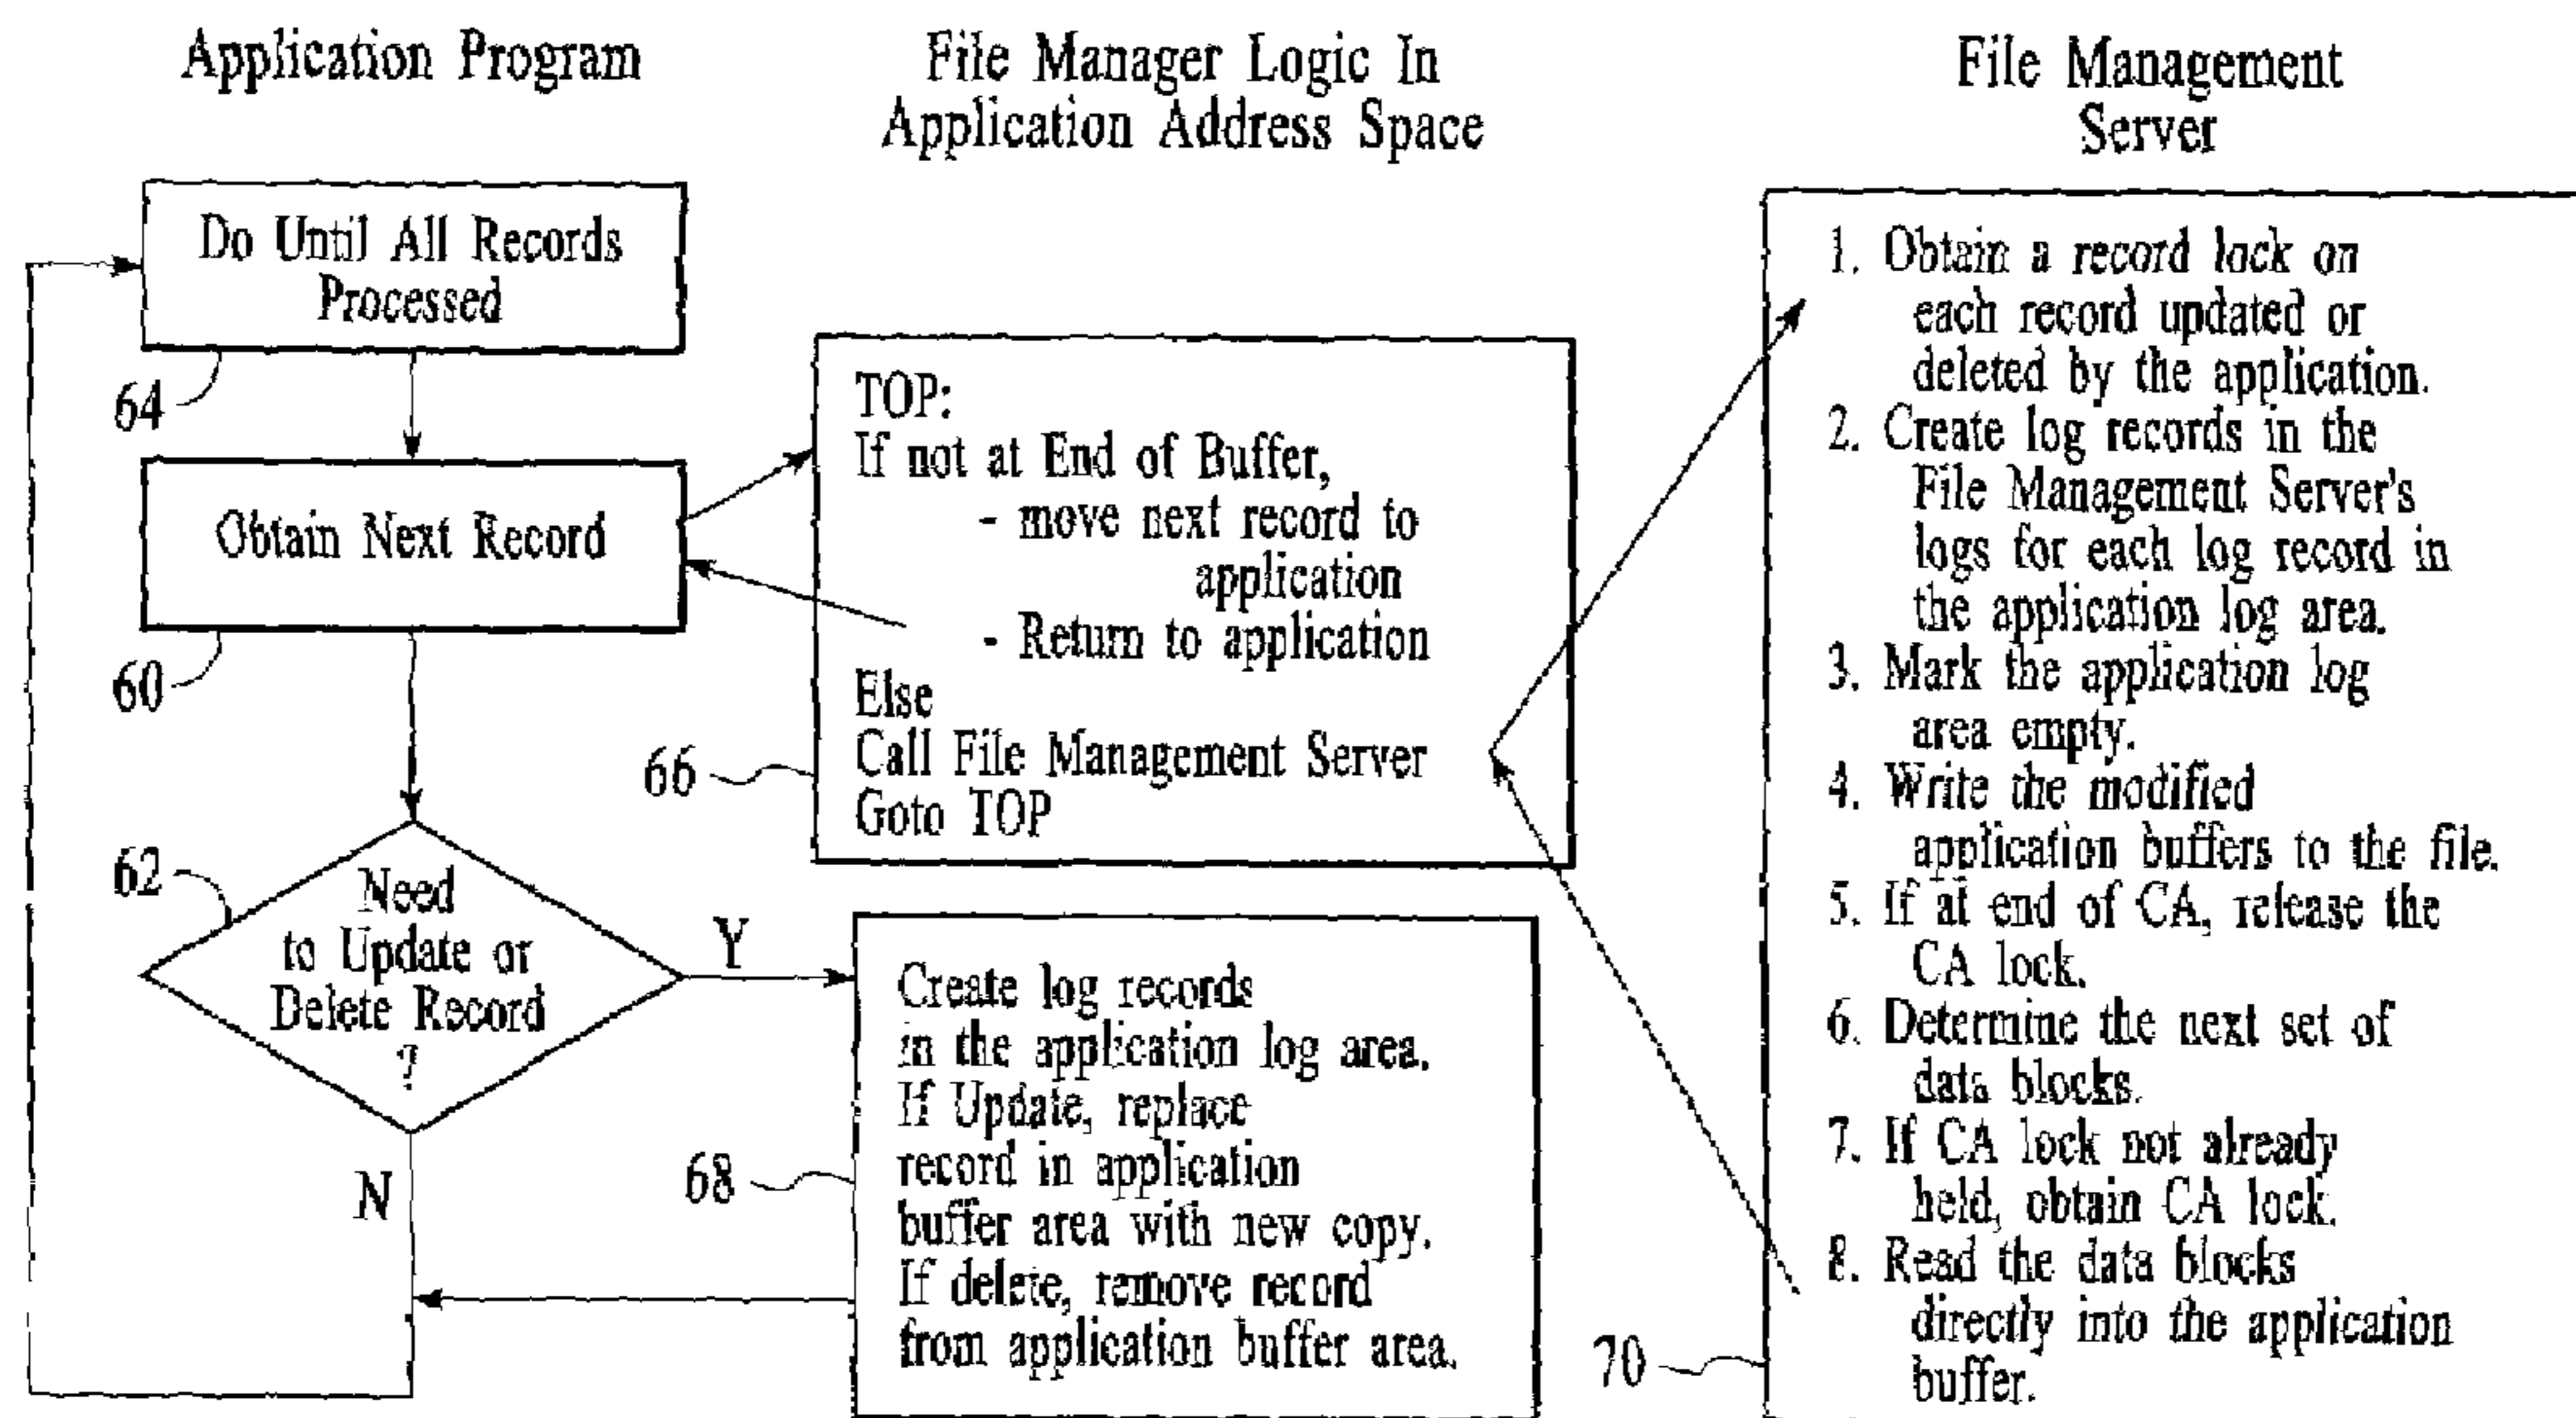 Application Program
File Manager Logic In
Application Address Space
File Management
Server
Do Until All Records
Processed
64
Obtain Next Record
60
62
Need
to Update or
Delete Record
?
Y
N
TOP:
If not at End of Buffer,
- move next record to
application
- Return to application
Else
Call File Management Server
Goto TOP
66
Create log records
in the application log area.
If Update, replace
record in application
buffer area with new copy.
If delete, remove record
from application buffer area.
68
1. Obtain a record lock on
each record updated or
deleted by the application.
2. Create log records in the
File Management Server's
logs for each log record in
the application log area.
3. Mark the application log
area empty.
4. Write the modified
application buffers to the file.
5. If at end of CA, release the
CA lock.
6. Determine the next set of
data blocks.
7. If CA lock not already
held, obtain CA lock.
8. Read the data blocks
directly into the application
buffer.
70